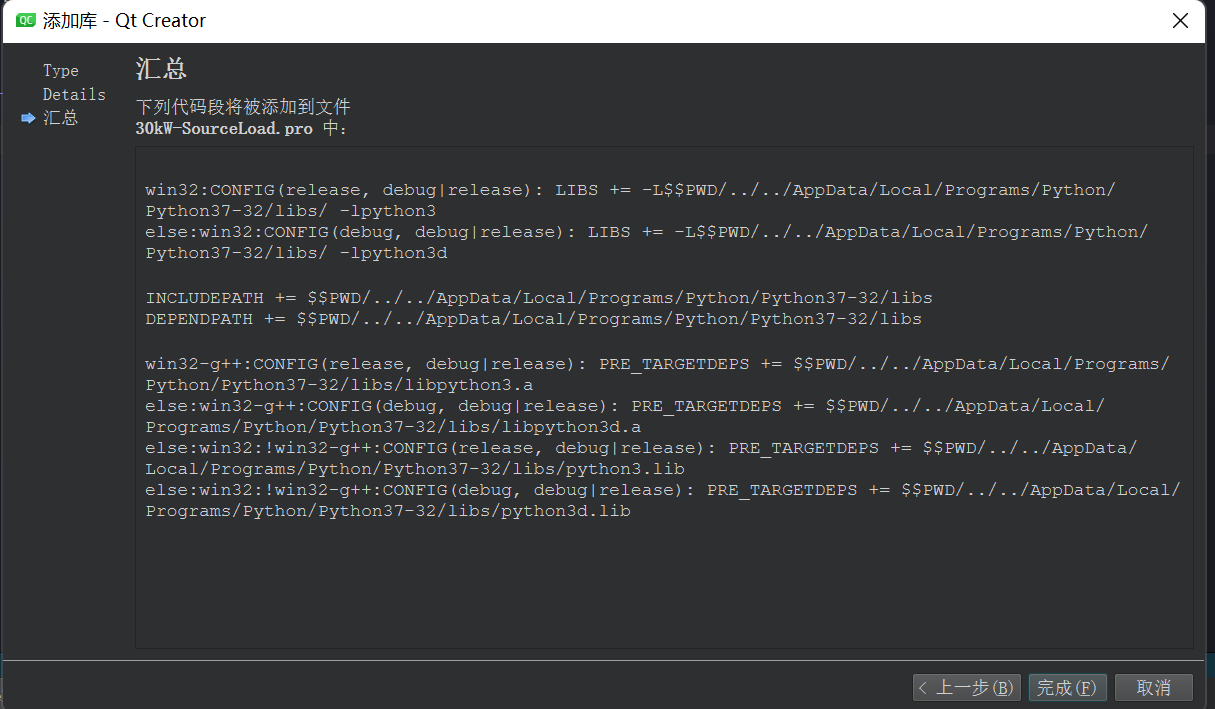 QC 添加库 - Qt Creator
Type
Details
汇总
汇总
下列代码段将被添加到文件
30kW-SourceLoad.pro 中：
win32:CONFIG(release, debug|release): LIBS += -L$$PWD/../../AppData/Local/Programs/Python/
Python37-32/libs/ -lpython3
else:win32:CONFIG(debug, debug|release): LIBS += -L$$PWD/../../AppData/Local/Programs/Python/
Python37-32/libs/ -lpython3d
INCLUDEPATH += $$PWD/../../AppData/Local/Programs/Python/Python37-32/libs
DEPENDPATH += $$PWD/../../AppData/Local/Programs/Python/Python37-32/libs
win32-g++:CONFIG(release, debug|release): PRE_TARGETDEPS += $$PWD/../../AppData/Local/Programs/
Python/Python37-32/libs/libpython3.a
else:win32-g++:CONFIG(debug, debug|release): PRE_TARGETDEPS += $$PWD/../../AppData/Local/
Programs/Python/Python37-32/libs/libpython3d.a
else:win32:!win32-g++:CONFIG(release, debug|release): PRE_TARGETDEPS += $$PWD/../../AppData/
Local/Programs/Python/Python37-32/libs/python3.lib
else:win32:!win32-g++:CONFIG(debug, debug|release): PRE_TARGETDEPS += $$PWD/../../AppData/Local/
Programs/Python/Python37-32/libs/python3d.lib
< 上一步(B) 完成(F) 取消